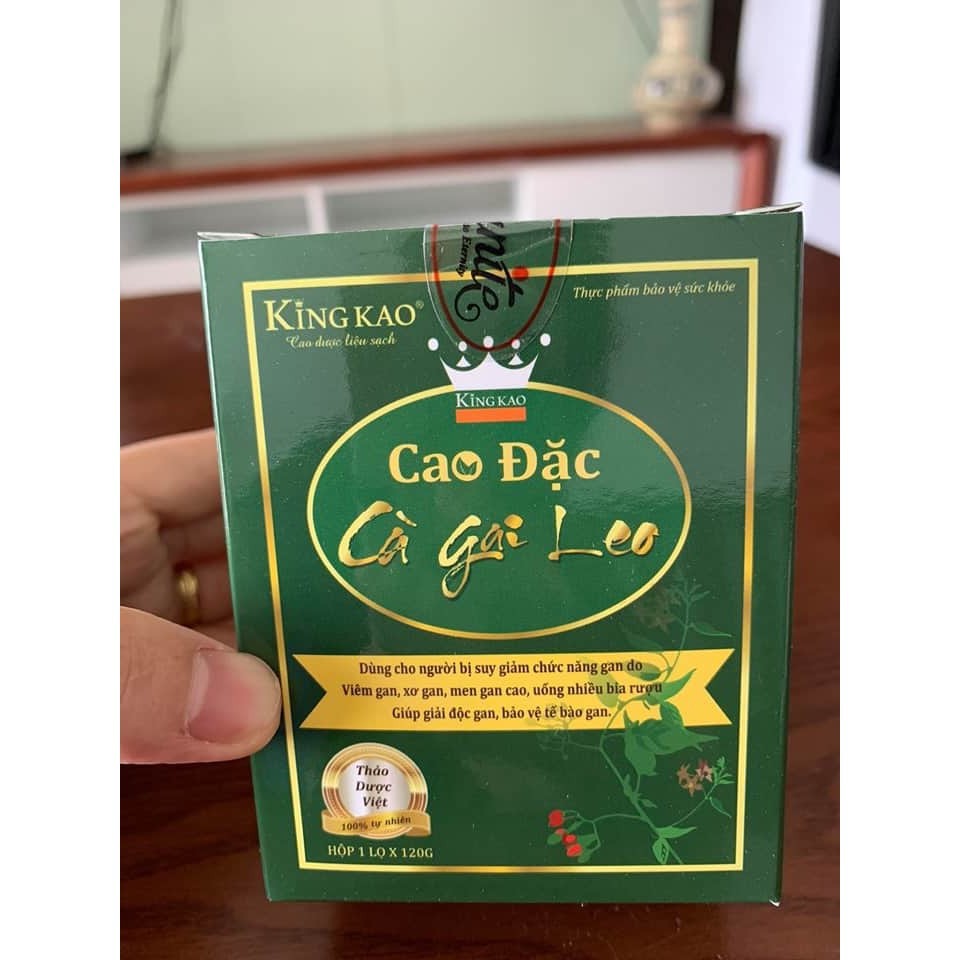 KING KAO®
Cao dược liệu sạch
Thực phẩm bảo vệ sức khỏe
KING KAO
Cao Đặc
Cà Gai Leo
Dùng cho người bị suy giảm chức năng gan do
Viêm gan, xơ gan, men gan cao, uống nhiều bia rượu
Giúp giải độc gan, bảo vệ tế bào gan.
Thảo
Dược
Việt
100% tự nhiên
HỘP 1 LỌ X 120G